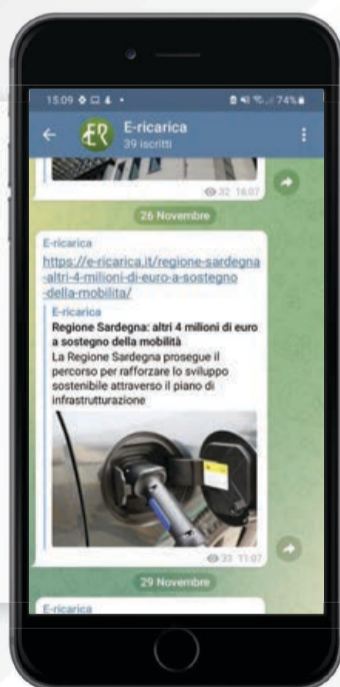 15:09
74%
ER
E-ricarica
39 iscritti
32 16:07
26 Novembre
E-ricarica
https://e-ricarica.it/regione-sardegna
-altri-4-milioni-di-euro-a-sostegno
-della-mobilita/
E-ricarica
Regione Sardegna: altri 4 milioni di euro
a sostegno della mobilità
La Regione Sardegna prosegue il
percorso per rafforzare lo sviluppo
sostenibile attraverso il piano di
infrastrutturazione
33 11:07
29 Novembre
E-ricarica